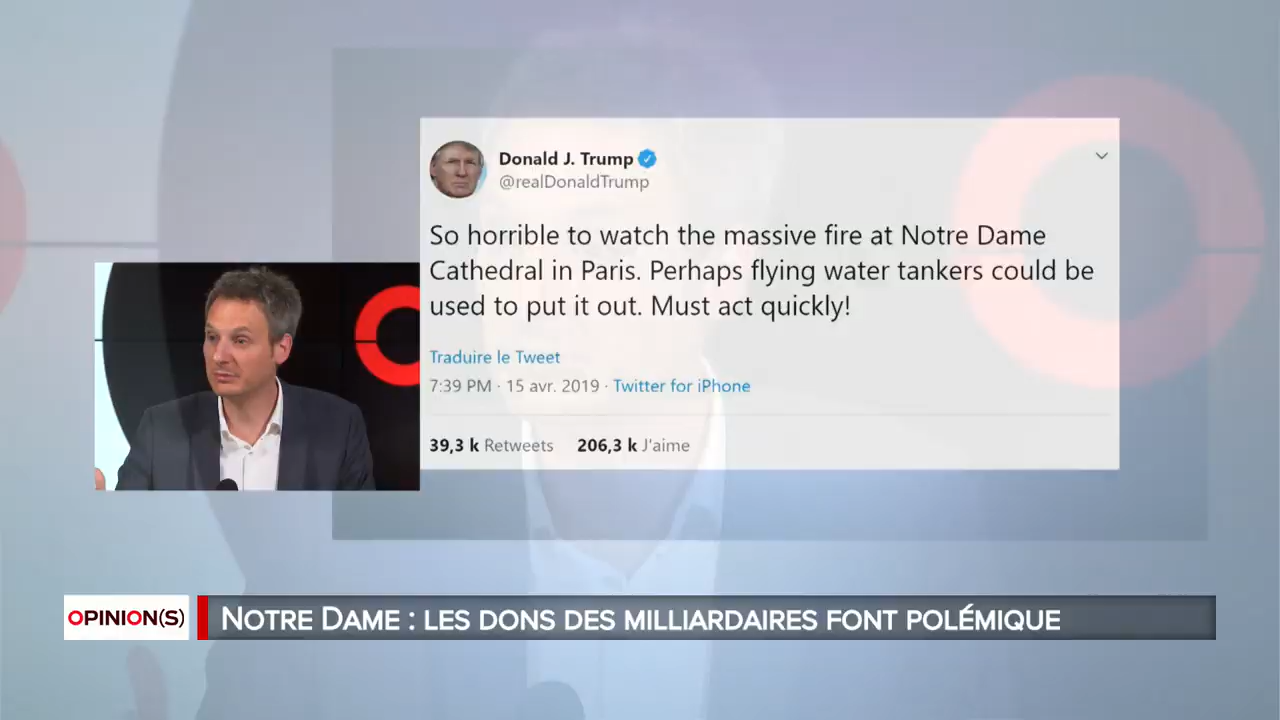 Donald J. Trump
@realDonaldTrump
So horrible to watch the massive fire at Notre Dame
Cathedral in Paris. Perhaps flying water tankers could be
used to put it out. Must act quickly!
Traduire le Tweet
7:39 PM · 15 avr. 2019 · Twitter for iPhone
39,3 k Retweets 206,3 k J'aime
OPINION(S)
NOTRE DAME : LES DONS DES MILLIARDAIRES FONT POLÉMIQUE